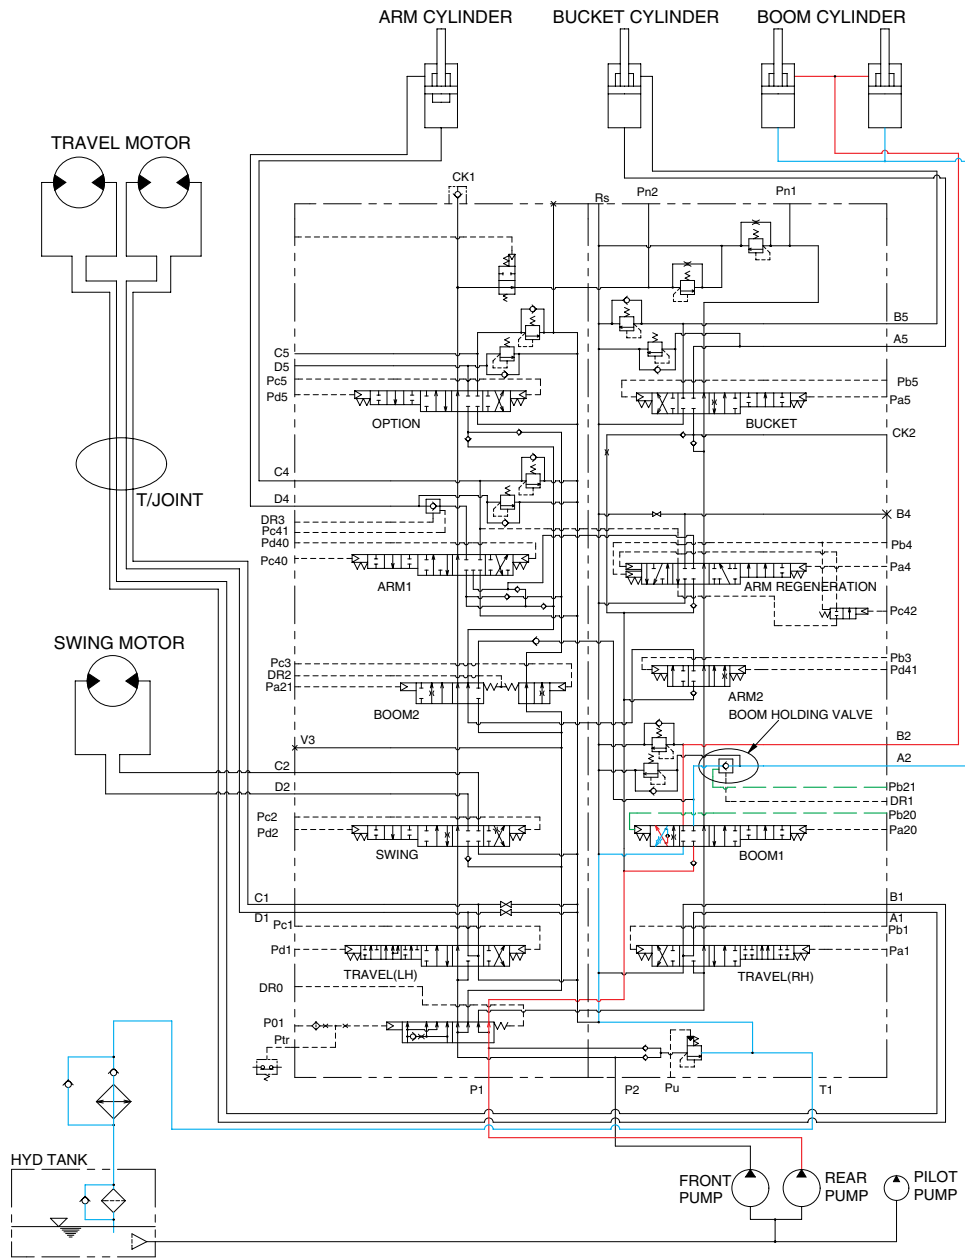 ARM CYLINDER
BUCKET CYLINDER
BOOM CYLINDER
TRAVEL MOTOR
CK1
Rs
Pn2
Pn1
B5
A5
C5
D5
Pc5
Pd5
Pb5
Pa5
OPTION
BUCKET
CK2
T/JOINT
C4
D4
DR3
Pc41
Pd40
Pc40
B4
Pb4
Pa4
ARM1
ARM REGENERATION
Pc42
SWING MOTOR
Pc3
DR2
Pa21
Pb3
Pd41
BOOM2
ARM2
BOOM HOLDING VALVE
V3
B2
C2
A2
D2
Pb21
DR1
Pc2
Pd2
Pb20
Pa20
SWING
BOOM1
C1
D1
Pc1
Pd1
B1
A1
Pb1
Pa1
TRAVEL(LH)
TRAVEL(RH)
DR0
P01
Ptr
P1
P2
Pu
T1
HYD TANK
FRONT
PUMP
REAR
PUMP
PILOT
PUMP